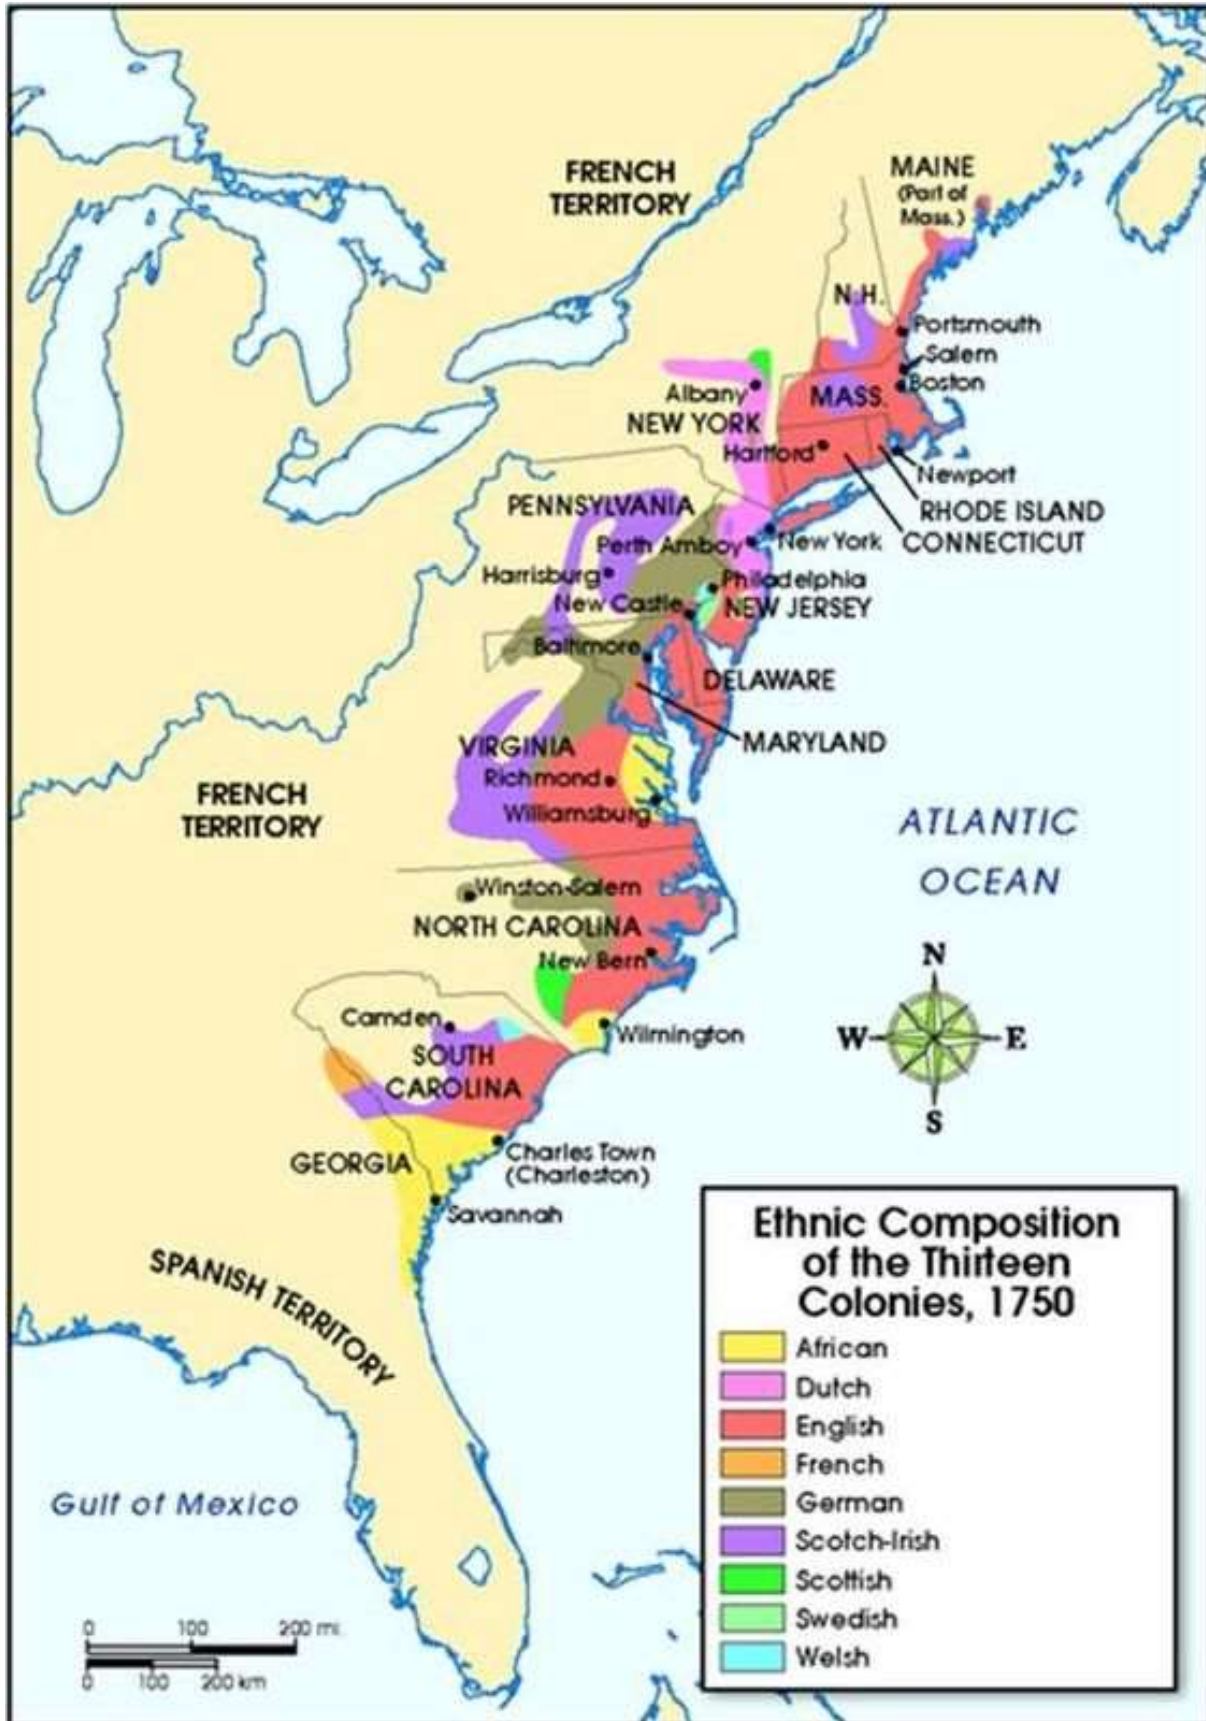 FRENCH
TERRITORY
MAINE
(Part of
Mass.)
N.H.
Portsmouth
Salem
Boston
MASS.
Albany
NEW YORK
Hartford
Newport
RHODE ISLAND
CONNECTICUT
PENNSYLVANIA
Perth Amboy
New York
Harrisburg
Philadelphia
New Castle
NEW JERSEY
Baltimore
DELAWARE
MARYLAND
VIRGINIA
Richmond
Williamsburg
FRENCH
TERRITORY
ATLANTIC
OCEAN
Winston-Salem
NORTH CAROLINA
New Bern
N
W
E
S
Camden
Wilmington
SOUTH
CAROLINA
GEORGIA
Charles Town
(Charleston)
Savannah
SPANISH TERRITORY
Gulf of Mexico
Ethnic Composition
of the Thirteen
Colonies, 1750
African
Dutch
English
French
German
Scotch-Irish
Scottish
Swedish
Welsh
0 100 200 mi.
0 100 200 km